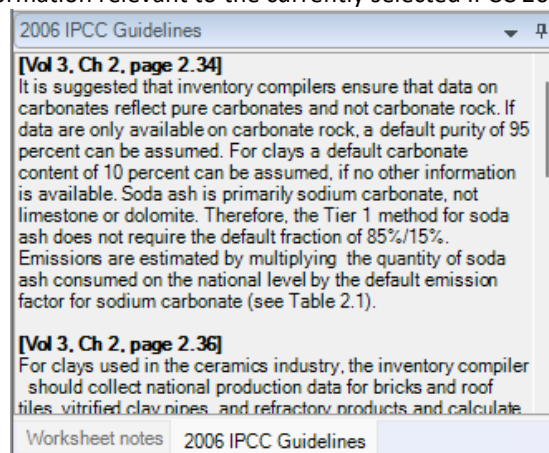 2006 IPCC Guidelines
[Vol 3, Ch 2, page 2.34]
It is suggested that inventory compilers ensure that data on
carbonates reflect pure carbonates and not carbonate rock. If
data are only available on carbonate rock, a default purity of 95
percent can be assumed. For clays a default carbonate
content of 10 percent can be assumed, if no other information
is available. Soda ash is primarily sodium carbonate, not
limestone or dolomite. Therefore, the Tier 1 method for soda
ash does not require the default fraction of 85%/15%.
Emissions are estimated by multiplying the quantity of soda
ash consumed on the national level by the default emission
factor for sodium carbonate (see Table 2.1).
[Vol 3, Ch 2, page 2.36]
For clays used in the ceramics industry, the inventory compiler
should collect national production data for bricks and roof
tiles, vitrified clay pipes, and refractory products and calculate
Worksheet notes 2006 IPCC Guidelines